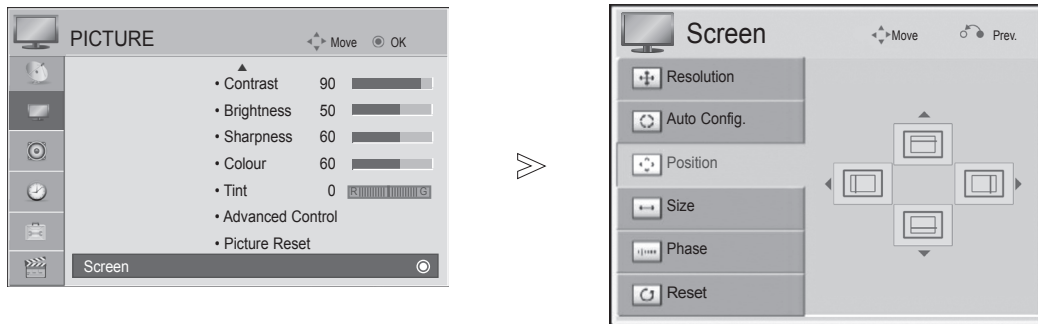 PICTURE Move OK
• Contrast 90
• Brightness 50
• Sharpness 60
• Colour 60
• Tint 0 R G
• Advanced Control
• Picture Reset
Screen
Screen Move Prev.
Resolution
Auto Config.
Position
Size
Phase
Reset